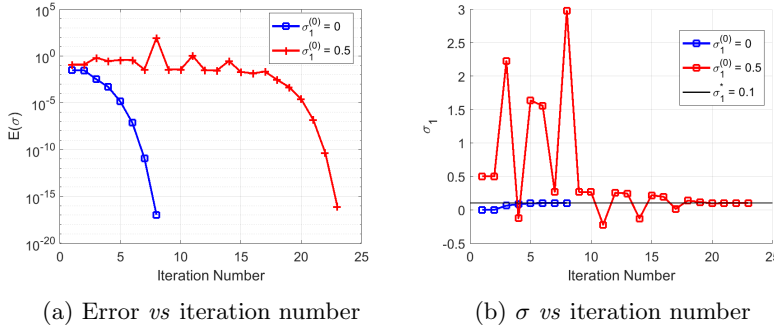 10^5
10^0
10^-5
10^-10
10^-15
10^-20
E(σ)
0 5 10 15 20 25
Iteration Number
σ_1^(0) = 0
σ_1^(0) = 0.5
(a) Error vs iteration number
3
2.5
2
1.5
1
0.5
0
-0.5
σ_1
0 5 10 15 20 25
Iteration Number
σ_1^(0) = 0
σ_1^(0) = 0.5
σ_1^* = 0.1
(b) σ vs iteration number